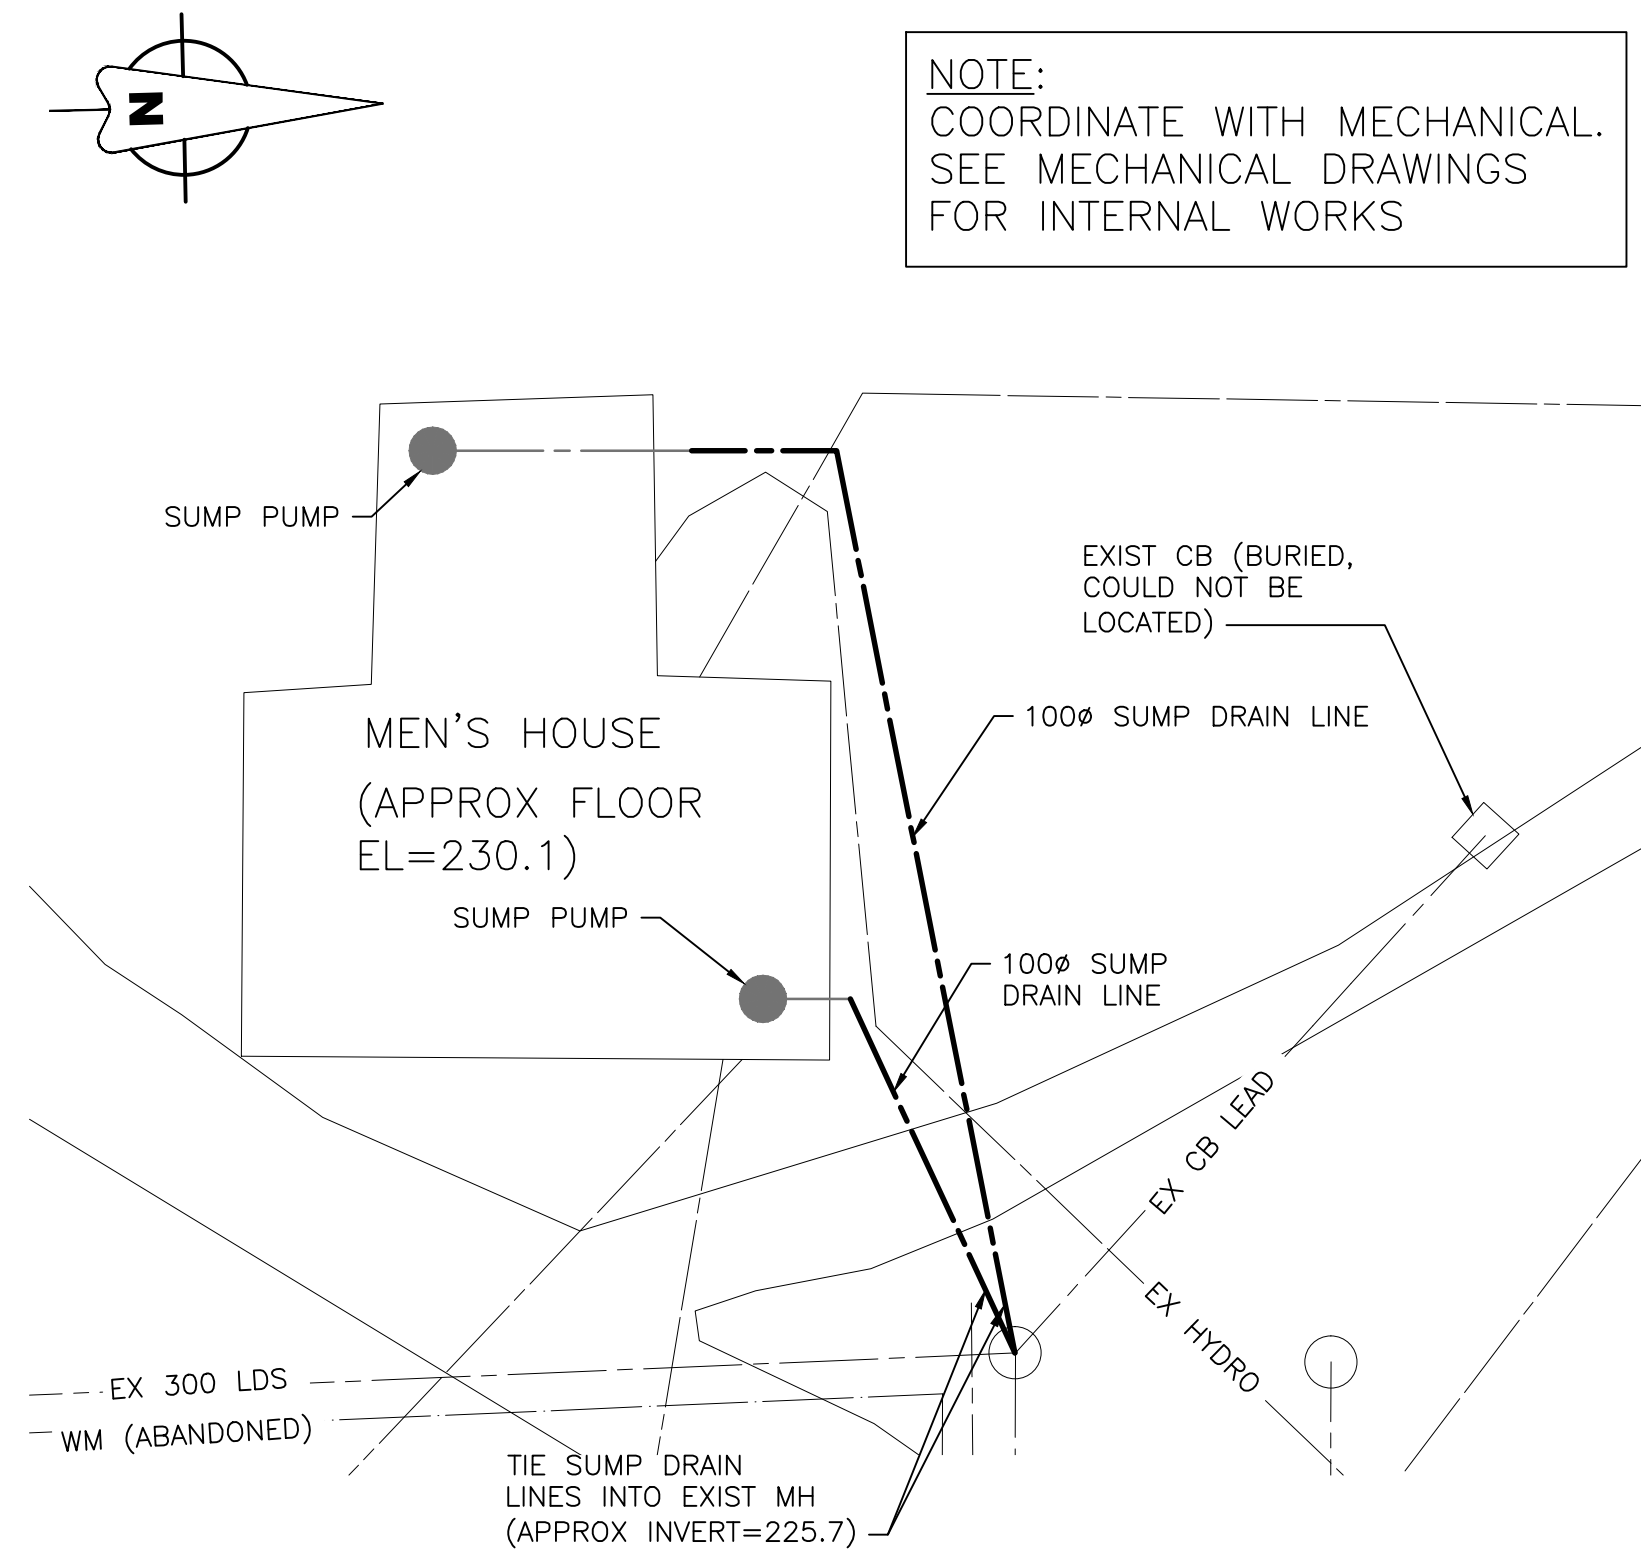 N
NOTE:
COORDINATE WITH MECHANICAL.
SEE MECHANICAL DRAWINGS
FOR INTERNAL WORKS
SUMP PUMP
EXIST CB (BURIED,
COULD NOT BE
LOCATED)
100ø SUMP DRAIN LINE
MEN'S HOUSE
(APPROX FLOOR
EL=230.1)
SUMP PUMP
100ø SUMP
DRAIN LINE
EX CB LEAD
EX HYDRO
EX 300 LDS
WM (ABANDONED)
TIE SUMP DRAIN
LINES INTO EXIST MH
(APPROX INVERT=225.7)